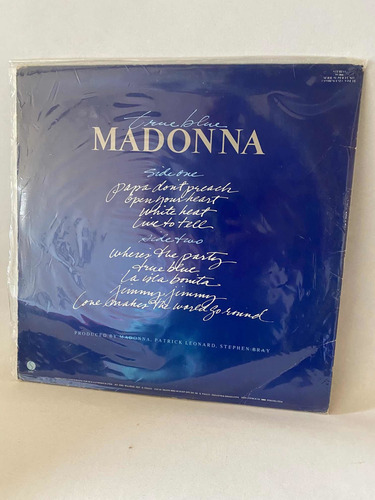 true blue
MADONNA
side one
papa don't preach
open your heart
white heat
live to tell
side two
where's the party
true blue
la isla bonita
Jimmy Jimmy
Love makes the world go round
PRODUCED BY MADONNA, PATRICK LEONARD, STEPHEN BRAY